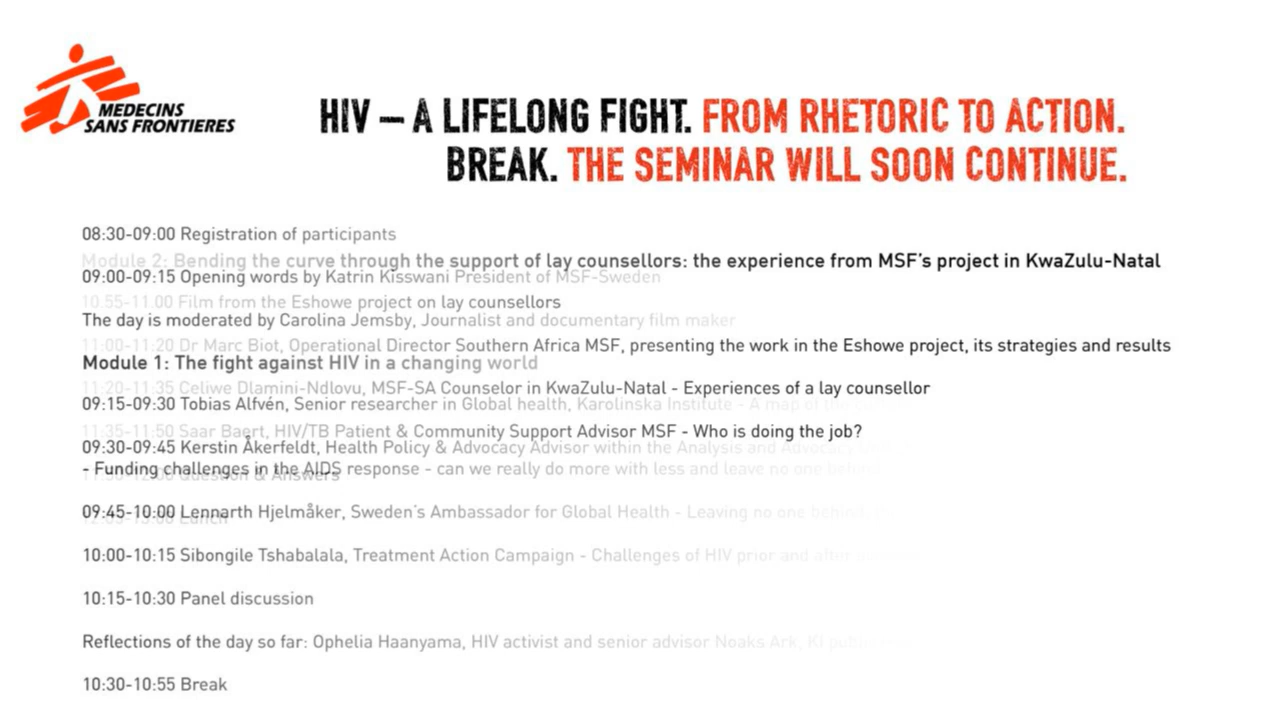 MEDECINS
SANS FRONTIERES
HIV – A LIFELONG FIGHT. FROM RHETORIC TO ACTION.
BREAK. THE SEMINAR WILL SOON CONTINUE.
08:30-09:00 Registration of participants
Module 2: Bending the curve through the support of lay counsellors: the experience from MSF's project in KwaZulu-Natal
09:00-09:15 Opening words by Katrin Kisswani President of MSF-Sweden
10.55-11.00 Film from the Eshowe project on lay counsellors
The day is moderated by Carolina Jemsby, Journalist and documentary film maker
11:00-11:20 Dr Marc Biot, Operational Director Southern Africa MSF, presenting the work in the Eshowe project, its strategies and results
Module 1: The fight against HIV in a changing world
11:20-11:35 Celiwe Dlamini-Ndlovu, MSF-SA Counselor in KwaZulu-Natal - Experiences of a lay counsellor
09:15-09:30 Tobias Alfvén, Senior researcher in Global health, Karolinska Institute - A map of the
11:35-11:50 Saar Baert, HIV/TB Patient & Community Support Advisor MSF - Who is doing the job?
09:30-09:45 Kerstin Åkerfeldt, Health Policy & Advocacy Advisor within the Analysis and Advocacy
- Funding challenges in the AIDS response - can we really do more with less and leave no one behind
11:50-12:00 Question & Answers
09:45-10:00 Lennarth Hjelmåker, Sweden's Ambassador for Global Health - Leaving no one behind
Lunch
10:00-10:15 Sibongile Tshabalala, Treatment Action Campaign - Challenges of HIV prior and after
10:15-10:30 Panel discussion
Reflections of the day so far: Ophelia Haanyama, HIV activist and senior advisor Noaks Ark, KI
10:30-10:55 Break